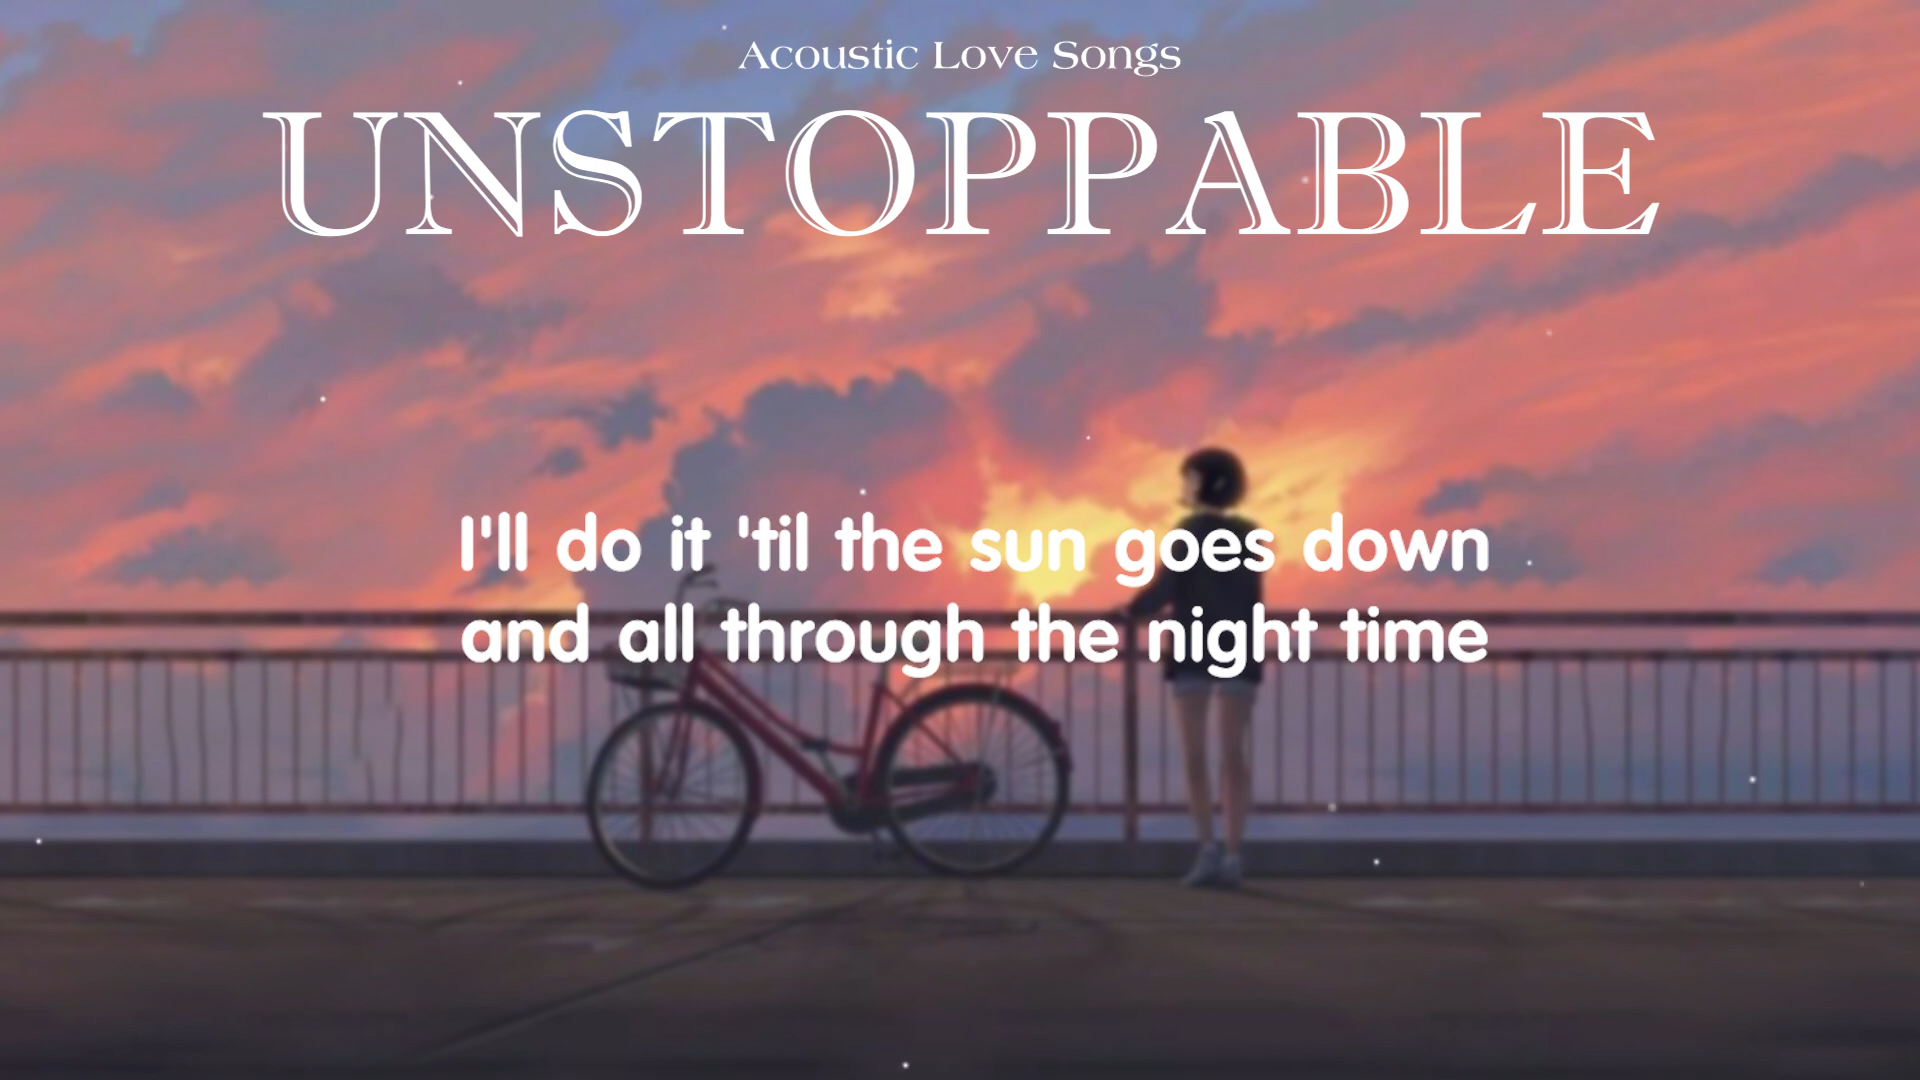 Acoustic Love Songs
UNSTOPPABLE
I'll do it 'til the sun goes down
and all through the night time